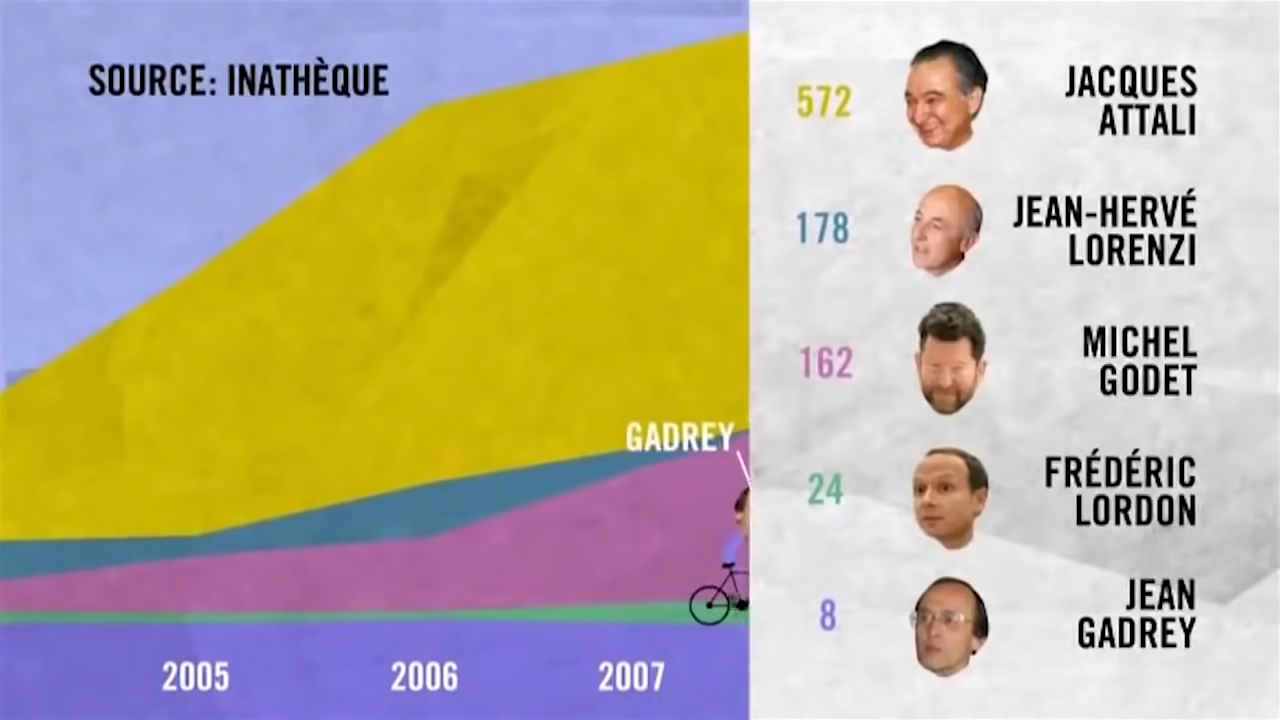 SOURCE: INATHÈQUE
GADREY
2005
2006
2007
572
JACQUES
ATTALI
178
JEAN-HERVÉ
LORENZI
162
MICHEL
GODET
24
FRÉDÉRIC
LORDON
8
JEAN
GADREY